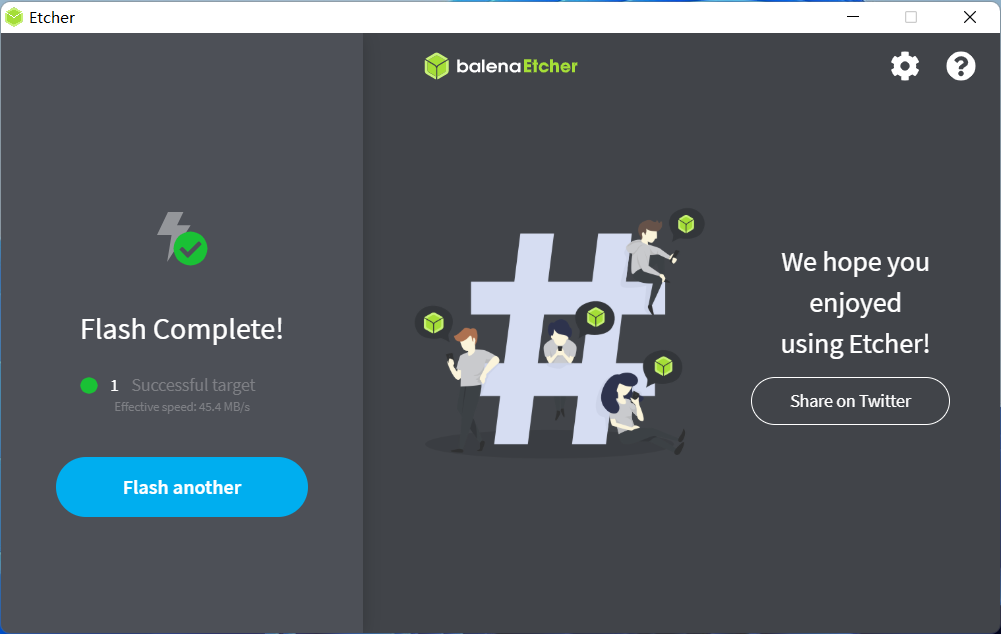 Etcher
balenaEtcher
Flash Complete!
1 Successful target
Effective speed: 45.4 MB/s
Flash another
We hope you
enjoyed
using Etcher!
Share on Twitter